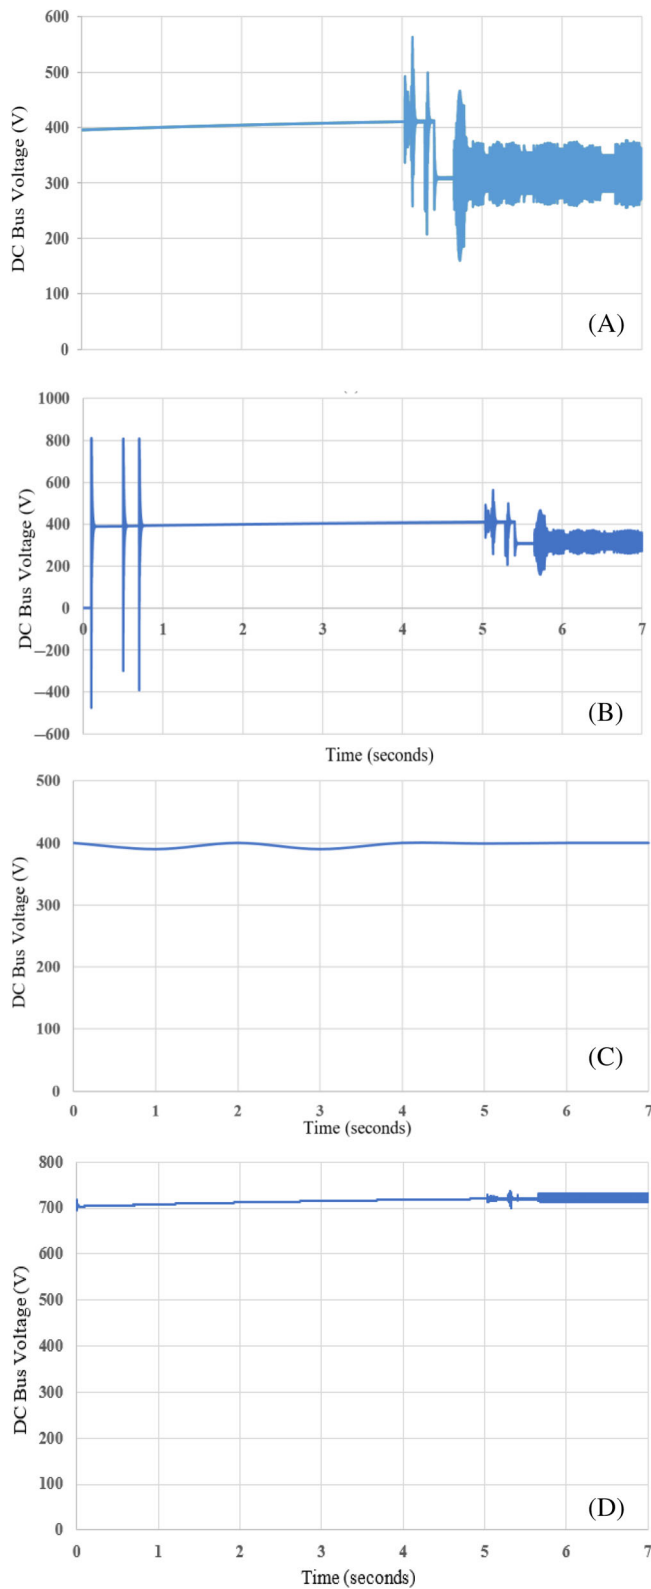 600
500
400
300
200
100
0
DC Bus Voltage (V)
(A)
1000
800
600
400
200
0
−200
−400
−600
DC Bus Voltage (V)
0 1 2 3 4 5 6 7
(B)
Time (seconds)
500
400
300
200
100
0
DC Bus Voltage (V)
(C)
0 1 2 3 4 5 6 7
Time (seconds)
800
700
600
500
400
300
200
100
0
DC Bus Voltage (V)
(D)
0 1 2 3 4 5 6 7
Time (seconds)